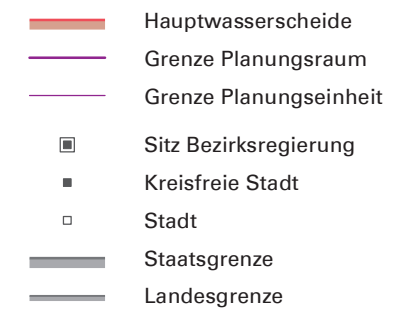 Hauptwasserscheide
Grenze Planungsraum
Grenze Planungseinheit
Sitz Bezirksregierung
Kreisfreie Stadt
Stadt
Staatsgrenze
Landesgrenze